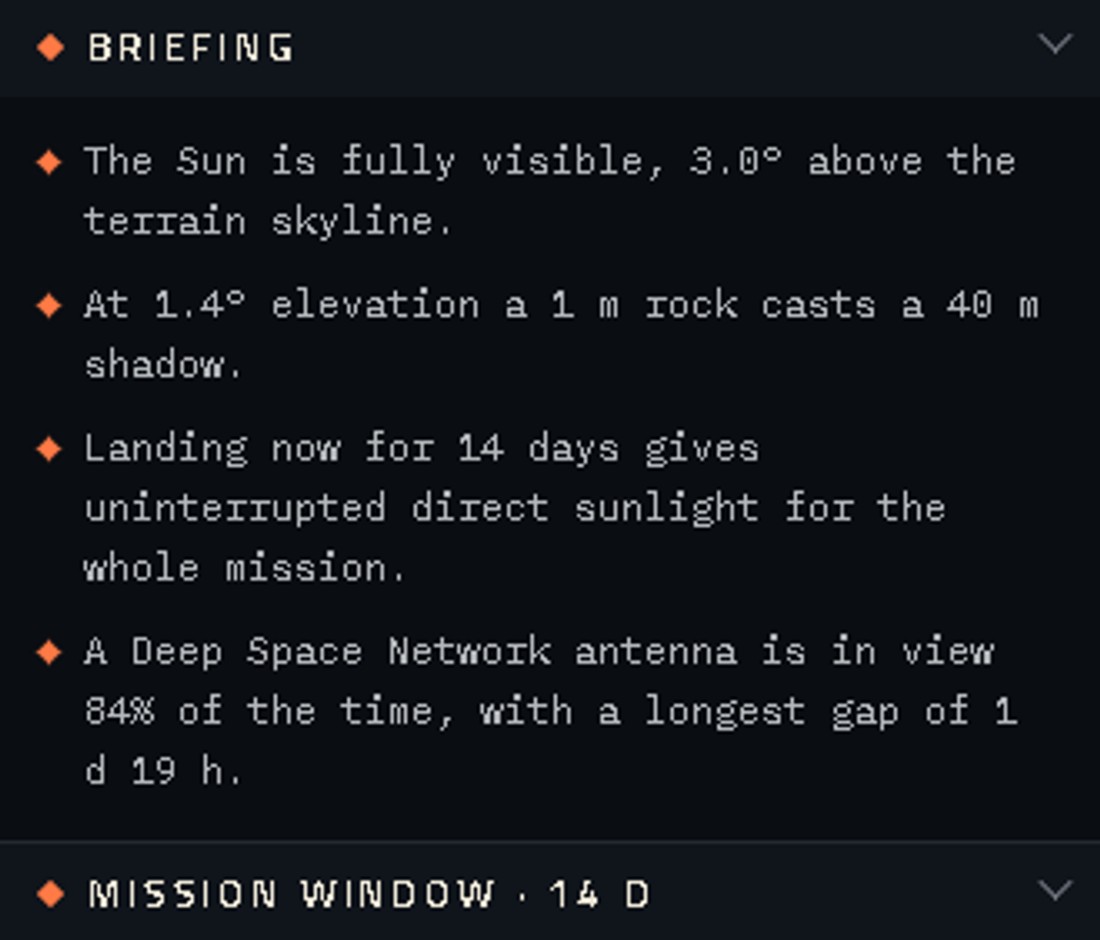 BRIEFING
The Sun is fully visible, 3.0° above the
terrain skyline.
At 1.4° elevation a 1 m rock casts a 40 m
shadow.
Landing now for 14 days gives
uninterrupted direct sunlight for the
whole mission.
A Deep Space Network antenna is in view
84% of the time, with a longest gap of 1
d 19 h.
MISSION WINDOW · 14 D